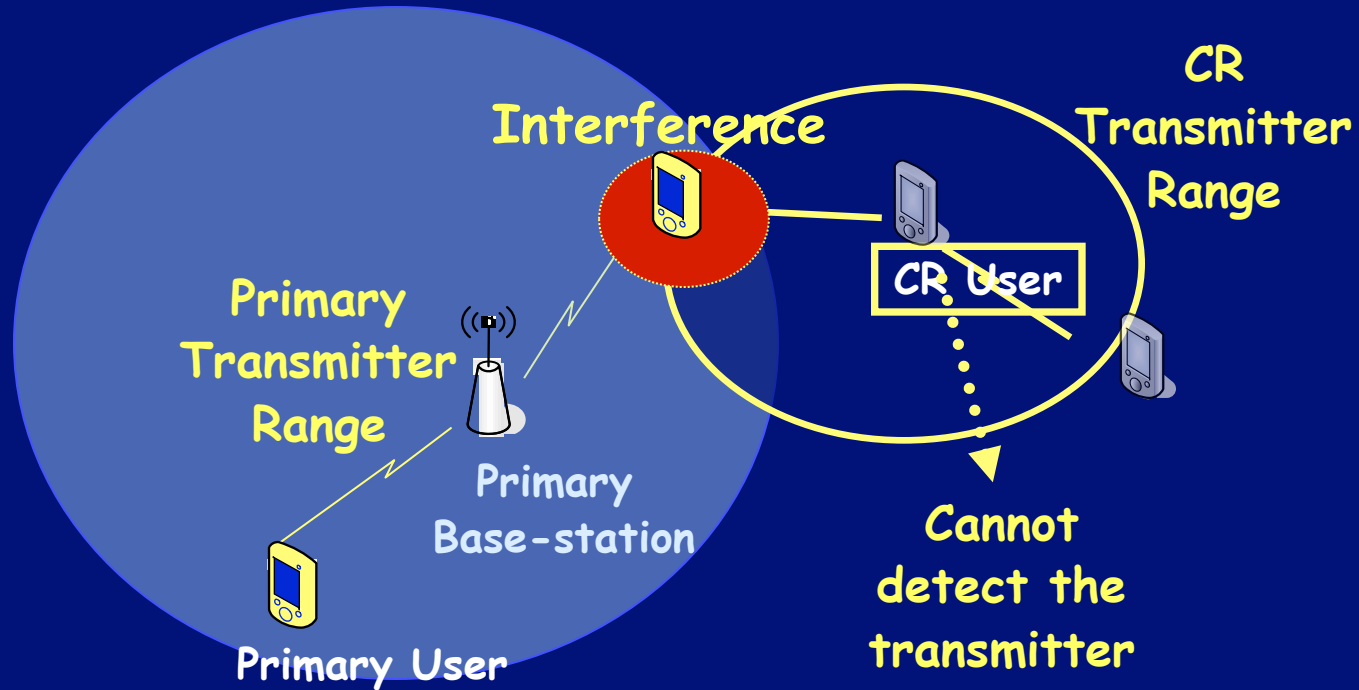 CR
Transmitter
Range
Interference
CR User
Primary
Transmitter
Range
Primary
Base-station
Cannot
detect the
transmitter
Primary User